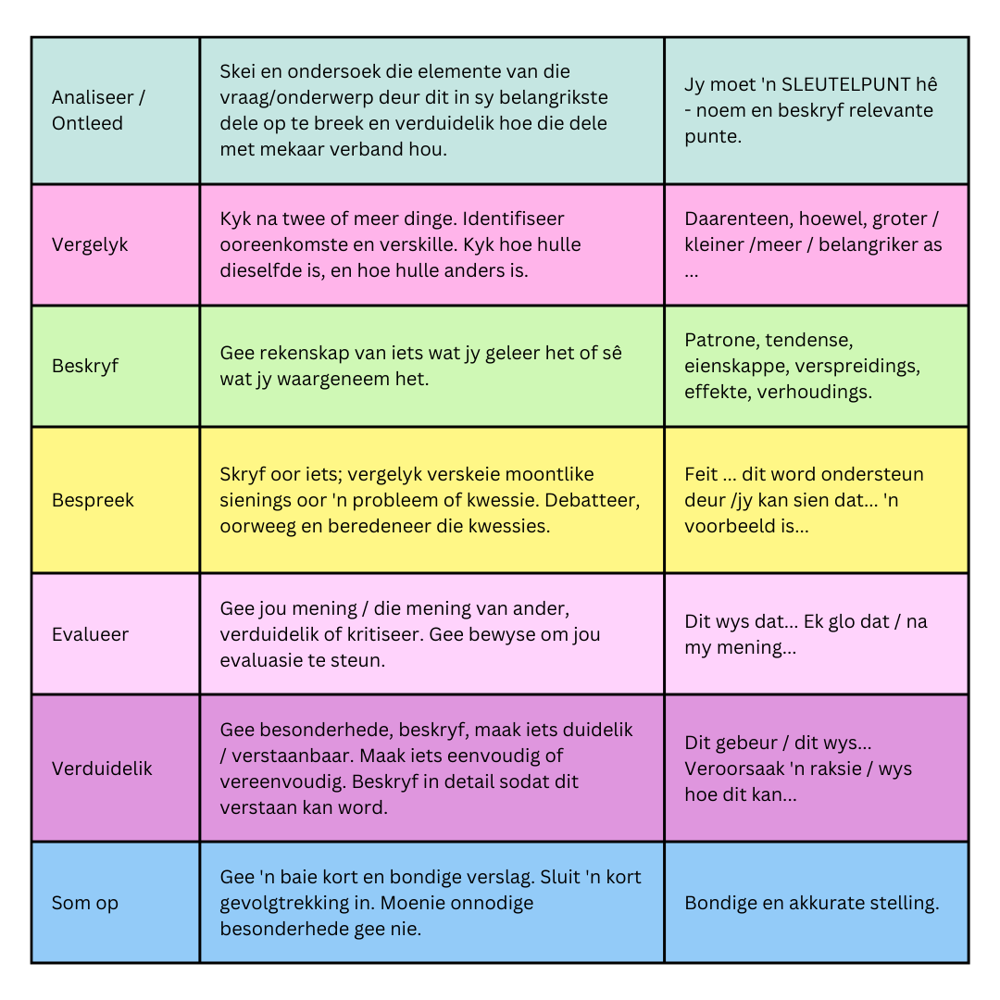 Analiseer /
Ontleed
Skei en ondersoek die elemente van die
vraag/onderwerp deur dit in sy belangrikste
dele op te breek en verduidelik hoe die dele
met mekaar verband hou.
Jy moet 'n SLEUTELPUNT hê
- noem en beskryf relevante
punte.
Vergelyk
Kyk na twee of meer dinge. Identifiseer
ooreenkomste en verskille. Kyk hoe hulle
dieselfde is, en hoe hulle anders is.
Daarenteen, hoewel, groter /
kleiner /meer / belangriker as
...
Beskryf
Gee rekenskap van iets wat jy geleer het of sê
wat jy waargeneem het.
Patrone, tendense,
eienskappe, verspreidings,
effekte, verhoudings.
Bespreek
Skryf oor iets; vergelyk verskeie moontlike
sienings oor 'n probleem of kwessie. Debatteer,
oorweeg en beredeneer die kwessies.
Feit ... dit word ondersteun
deur /jy kan sien dat... 'n
voorbeeld is...
Evalueer
Gee jou mening / die mening van ander,
verduidelik of kritiseer. Gee bewyse om jou
evaluasie te steun.
Dit wys dat... Ek glo dat / na
my mening...
Verduidelik
Gee besonderhede, beskryf, maak iets duidelik
/ verstaanbaar. Maak iets eenvoudig of
vereenvoudig. Beskryf in detail sodat dit
verstaan kan word.
Dit gebeur / dit wys...
Veroorsaak 'n raksie / wys
hoe dit kan...
Som op
Gee 'n baie kort en bondige verslag. Sluit 'n kort
gevolgtrekking in. Moenie onnodige
besonderhede gee nie.
Bondige en akkurate stelling.